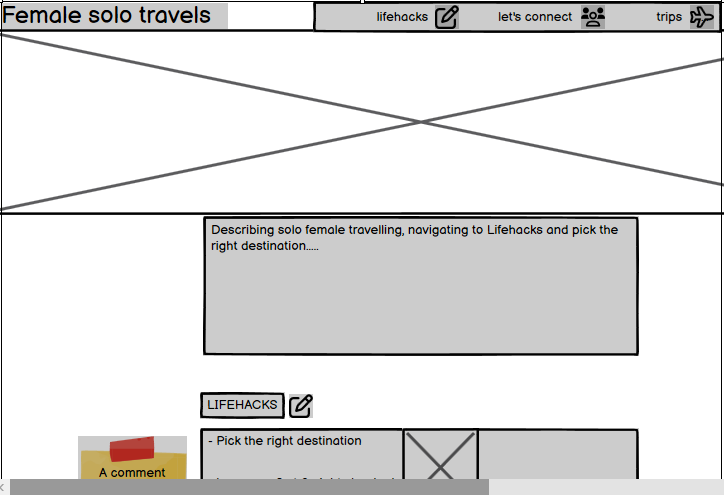 Female solo travels
lifehacks
let's connect
trips
Describing solo female travelling, navigating to Lifehacks and pick the
right destination.....
LIFEHACKS
- Pick the right destination
A comment